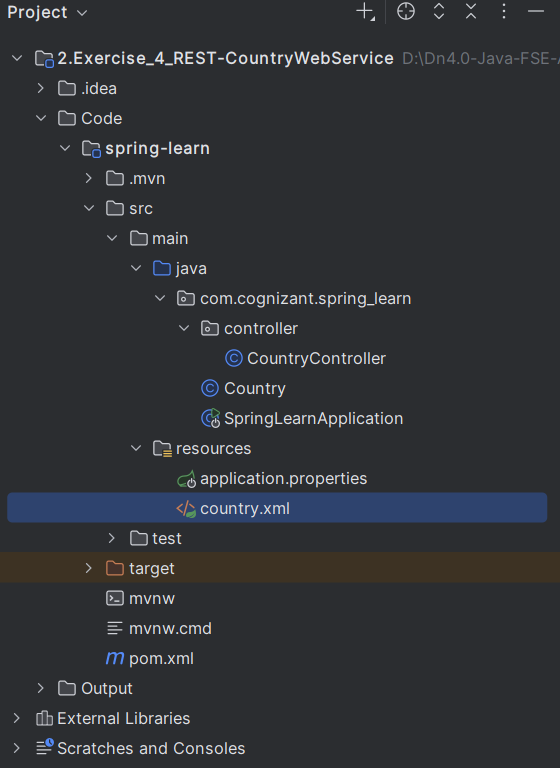 Project
2.Exercise_4_REST-CountryWebService D:\Dn4.0-Java-FSE-
.idea
Code
spring-learn
.mvn
src
main
java
com.cognizant.spring_learn
controller
CountryController
Country
SpringLearnApplication
resources
application.properties
country.xml
test
target
mvnw
mvnw.cmd
pom.xml
Output
External Libraries
Scratches and Consoles